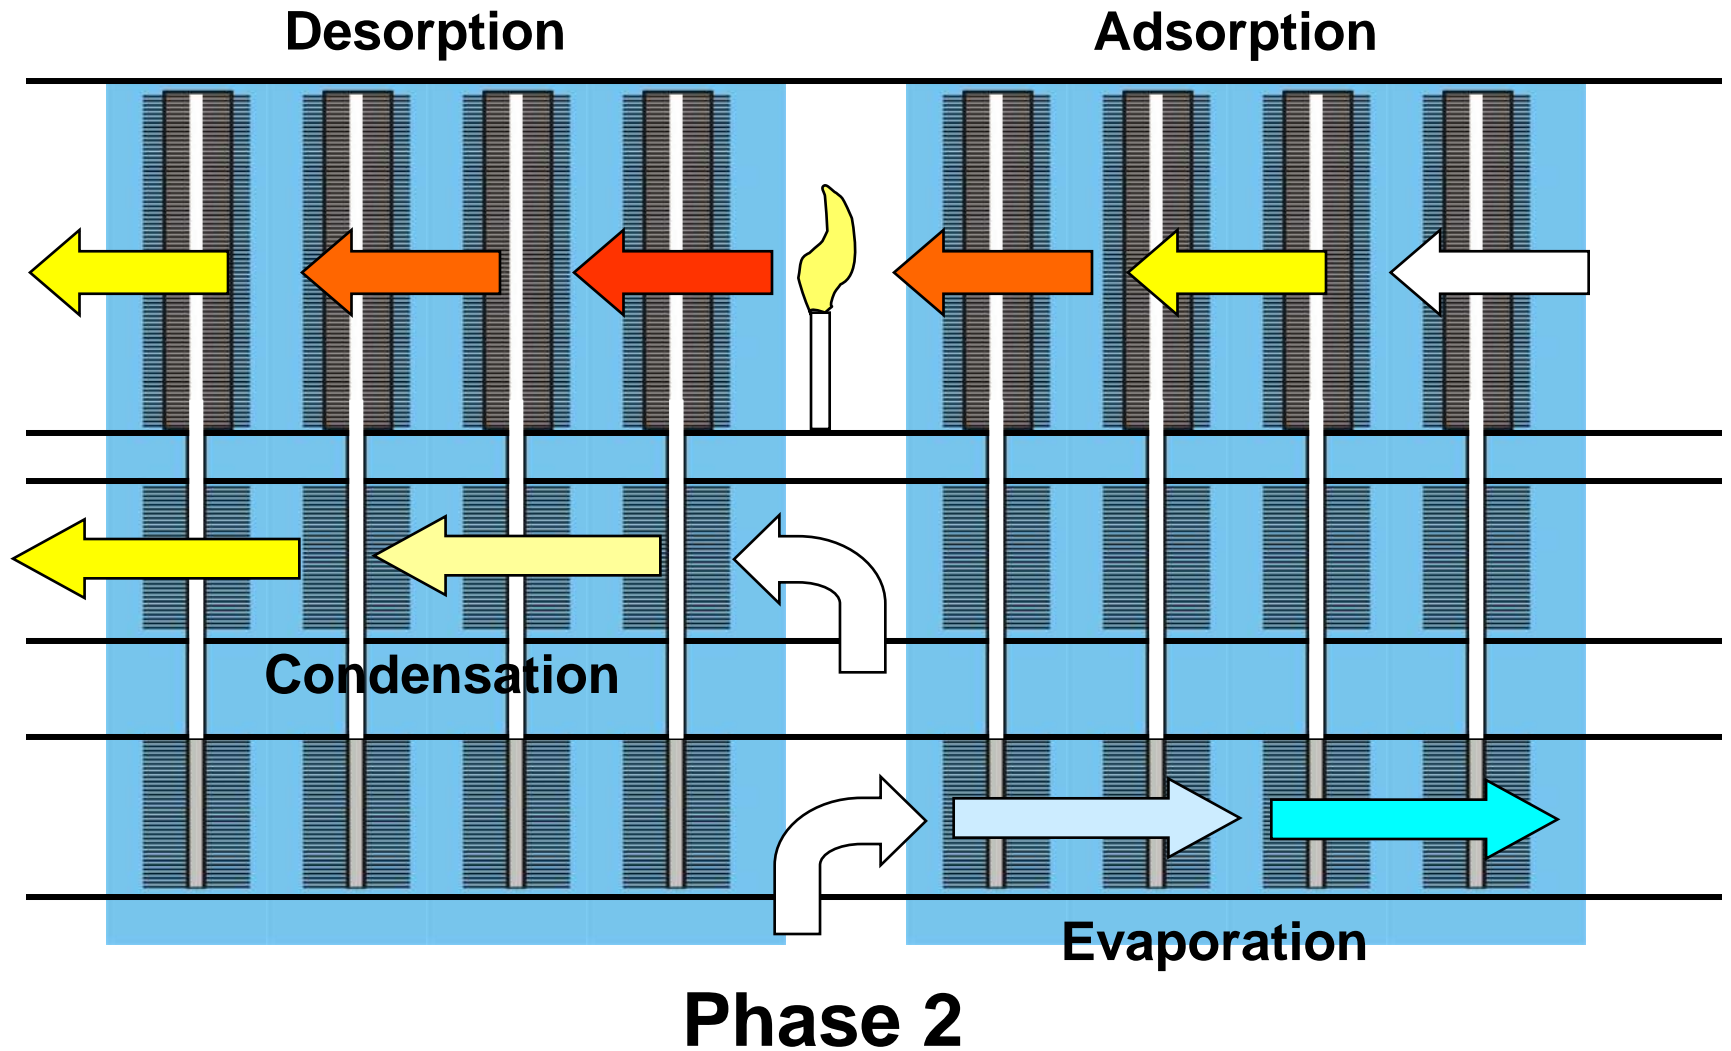 Desorption
Adsorption
Condensation
Evaporation
Phase 2